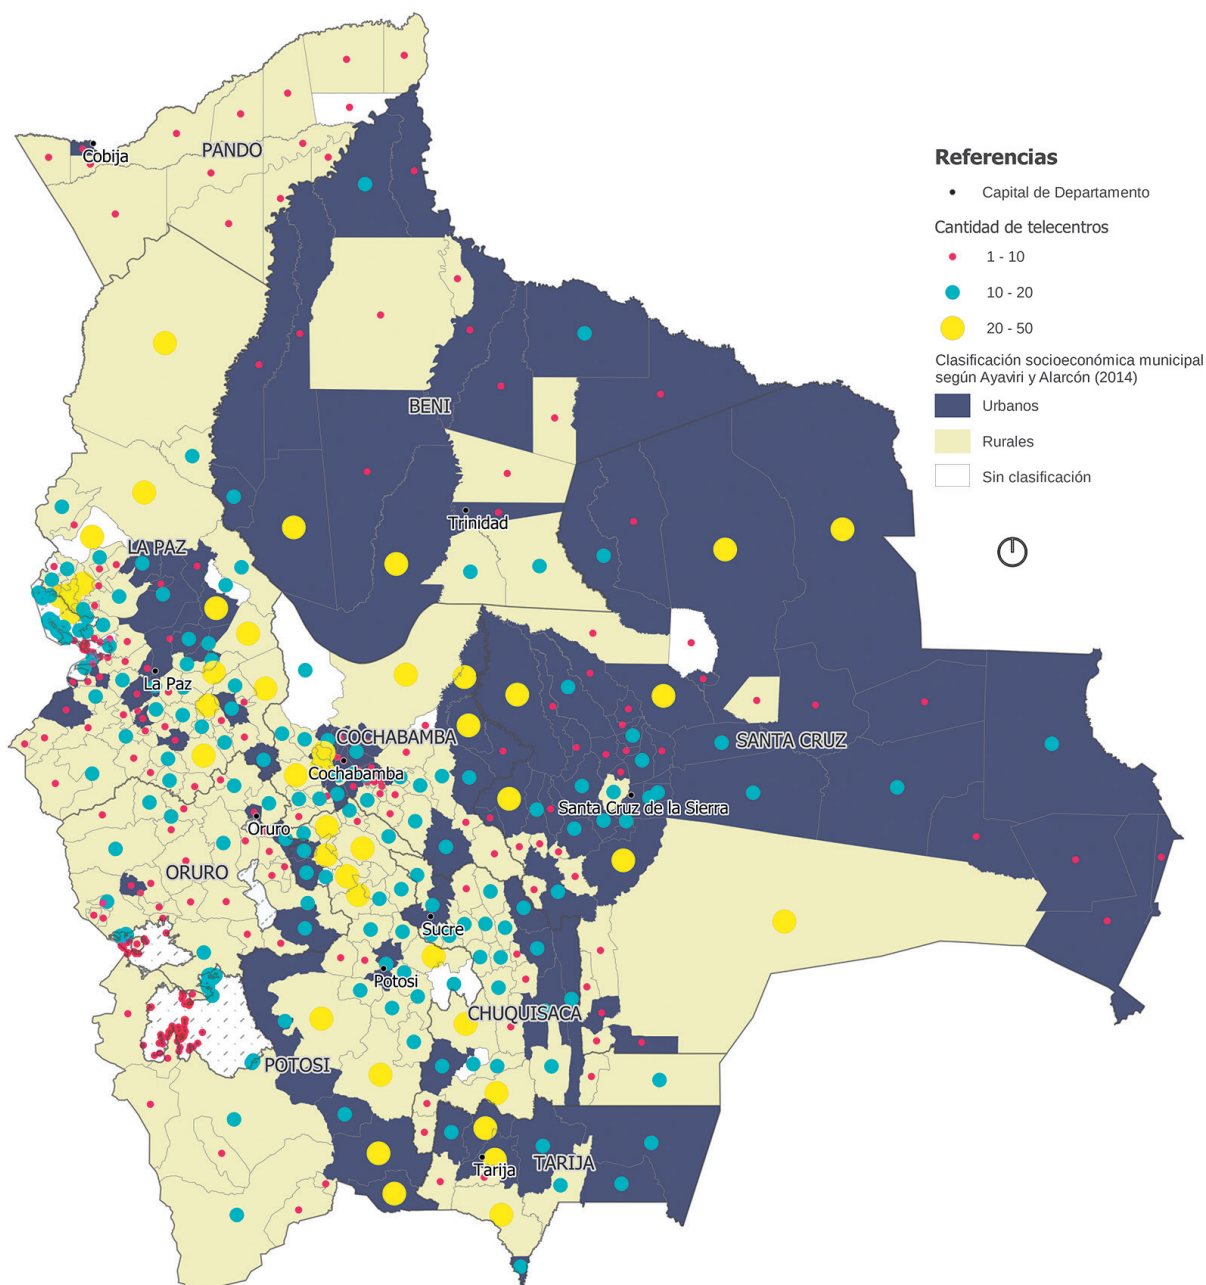 Cobija
PANDO
BENI
Trinidad
LA PAZ
La Paz
COCHABAMBA
Cochabamba
SANTA CRUZ
Santa Cruz de la Sierra
Oruro
ORURO
Sucre
Potosi
CHUQUISACA
POTOSI
TARIJA
Tarija
Referencias
Capital de Departamento
Cantidad de telecentros
1 - 10
10 - 20
20 - 50
Clasificación socioeconómica municipal
según Ayaviri y Alarcón (2014)
Urbanos
Rurales
Sin clasificación